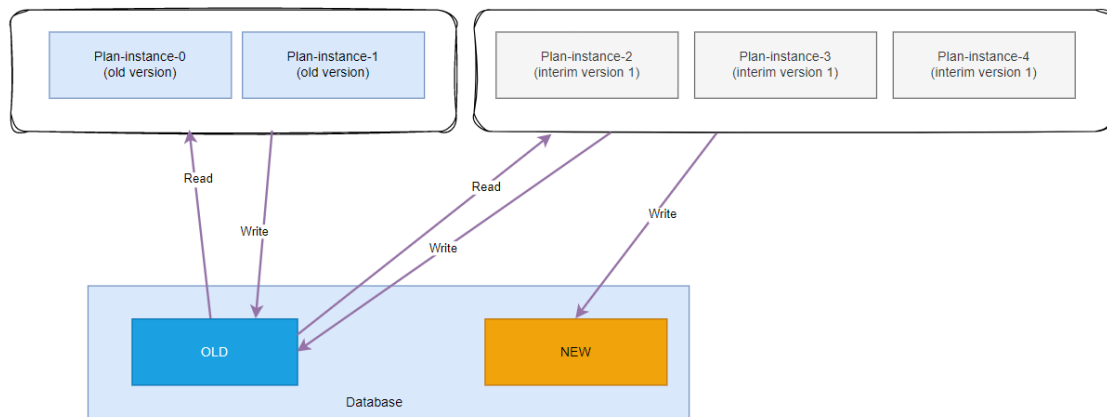 Plan-instance-0
(old version)
Plan-instance-1
(old version)
Plan-instance-2
(interim version 1)
Plan-instance-3
(interim version 1)
Plan-instance-4
(interim version 1)
Read
Read
Write
Write
Write
OLD
NEW
Database